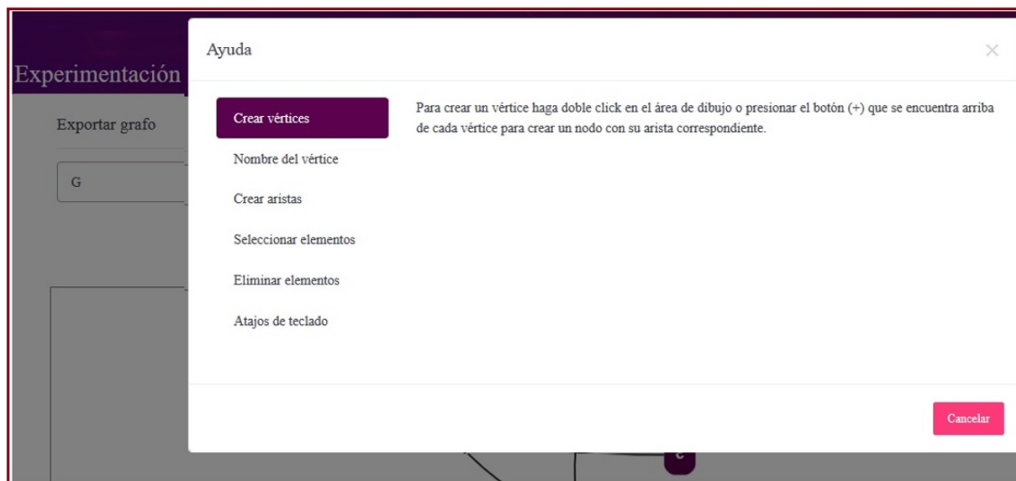 Ayuda
×
Experimentación
Exportar grafo
G
Crear vértices
Nombre del vértice
Crear aristas
Seleccionar elementos
Eliminar elementos
Atajos de teclado
Para crear un vértice haga doble click en el área de dibujo o presionar el botón (+) que se encuentra arriba
de cada vértice para crear un nodo con su arista correspondiente.
Cancelar
C